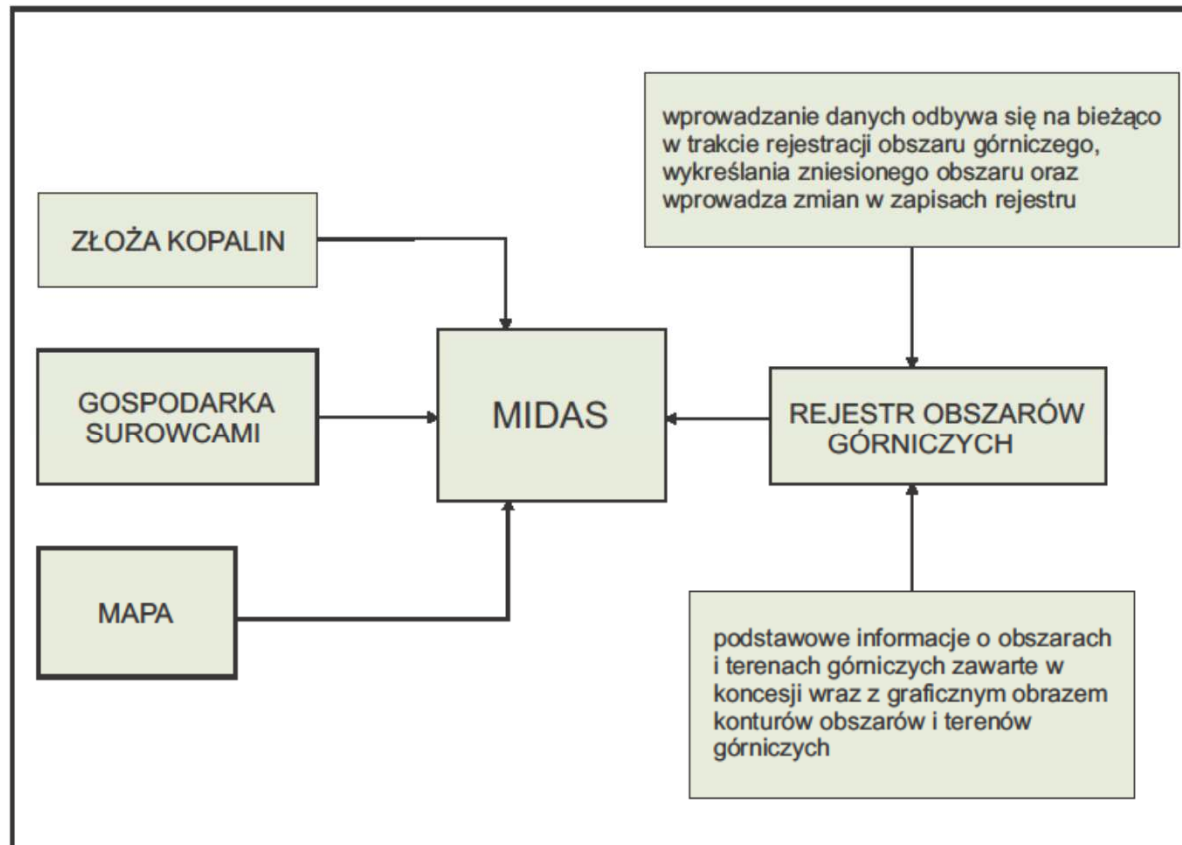 ZŁOŻA KOPALIN
GOSPODARKA
SUROWCAMI
MAPA
MIDAS
wprowadzanie danych odbywa się na bieżąco
w trakcie rejestracji obszaru górniczego,
wykreślania zniesionego obszaru oraz
wprowadza zmian w zapisach rejestru
REJESTR OBSZARÓW
GÓRNICZYCH
podstawowe informacje o obszarach
i terenach górniczych zawarte w
koncesji wraz z graficznym obrazem
konturów obszarów i terenów
górniczych